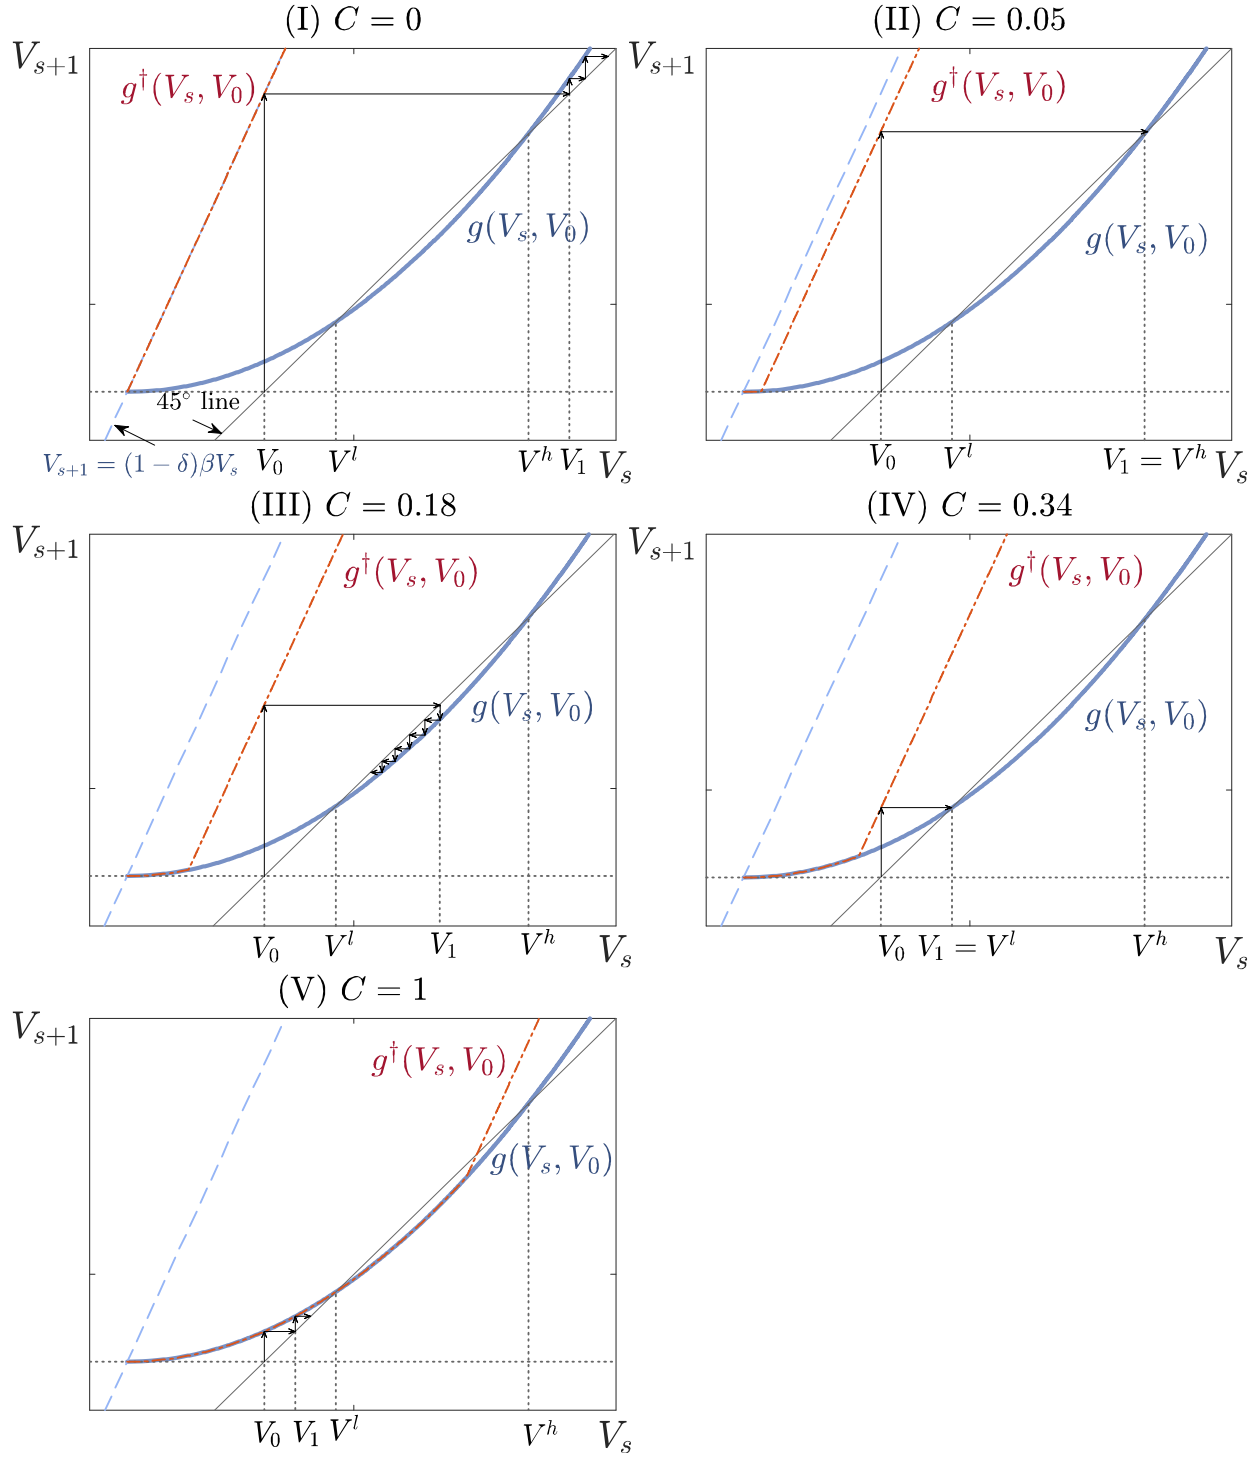 (I) C = 0
V_{s+1}
g†(V_s, V_0)
g(V_s, V_0)
45° line
V_{s+1} = (1 − δ)βV_s
V_0
V^l
V^h
V_1
V_s
(II) C = 0.05
g†(V_s, V_0)
g(V_s, V_0)
V_0
V^l
V_1 = V^h
V_s
(III) C = 0.18
V_{s+1}
g†(V_s, V_0)
g(V_s, V_0)
V_0
V^l
V_1
V^h
V_s
(IV) C = 0.34
V_{s+1}
g†(V_s, V_0)
g(V_s, V_0)
V_0
V_1 = V^l
V^h
V_s
(V) C = 1
V_{s+1}
g†(V_s, V_0)
g(V_s, V_0)
V_0
V_1
V^l
V^h
V_s